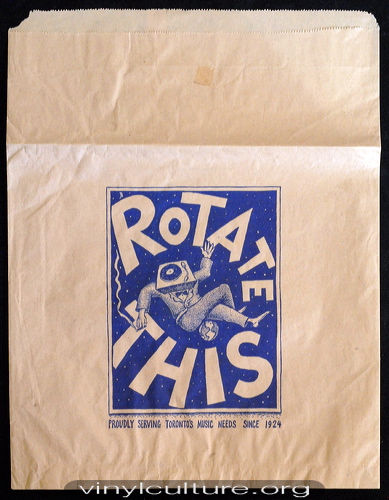 ROTATE
THIS
PROUDLY SERVING TORONTO'S MUSIC NEEDS SINCE 1924
vinylculture.org